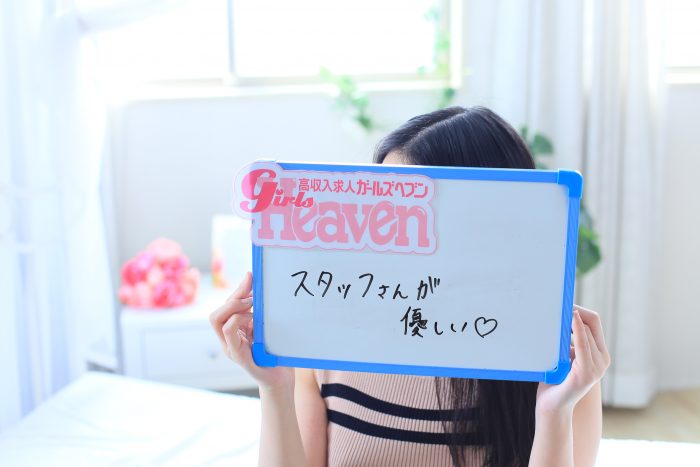 高収入求人ガールズヘブン
Girls
Heaven
スタッフさんが
優しい♡